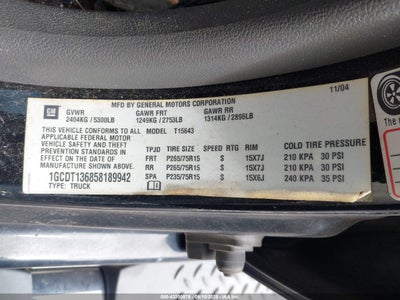 MFD BY GENERAL MOTORS CORPORATION
11/04
GM
GVWR GAWR FRT GAWR RR
2404KG / 5300LB 1249KG / 2753LB 1314KG / 2896LB
THIS VEHICLE CONFORMS TO ALL T15643
APPLICABLE FEDERAL MOTOR COLD TIRE PRESSURE
VEHICLE SAFETY AND THEFT TPJD TIRE SIZE SPEED RTG RIM
PREVENTION STANDARDS IN FRT P265/75R15 S 15X7J 210 KPA 30 PSI
EFFECT ON THE DATE OF RR P265/75R15 S 15X7J 210 KPA 30 PSI
MANUFACTURE SHOWN ABOVE. SPA P235/75R15 S 15X6J 240 KPA 35 PSI
1GCDT136858189942
TYPE: TRUCK